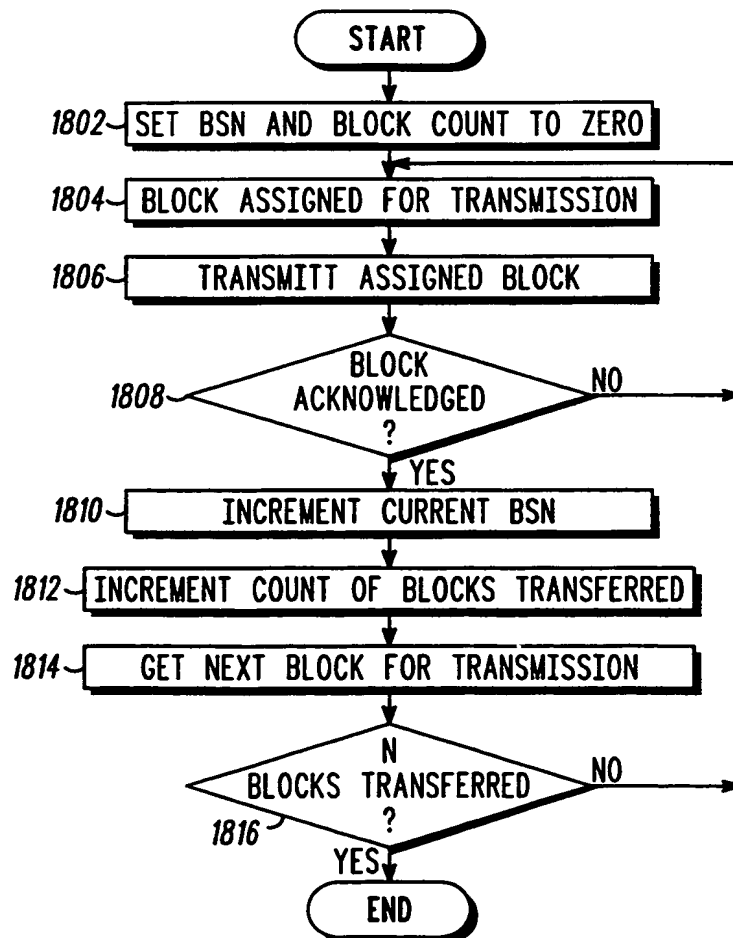 START
1802 SET BSN AND BLOCK COUNT TO ZERO
1804 BLOCK ASSIGNED FOR TRANSMISSION
1806 TRANSMITT ASSIGNED BLOCK
BLOCK
1808 ACKNOWLEDGED NO
?
YES
1810 INCREMENT CURRENT BSN
1812 INCREMENT COUNT OF BLOCKS TRANSFERRED
1814 GET NEXT BLOCK FOR TRANSMISSION
N
BLOCKS TRANSFERRED NO
?
1816
YES
END